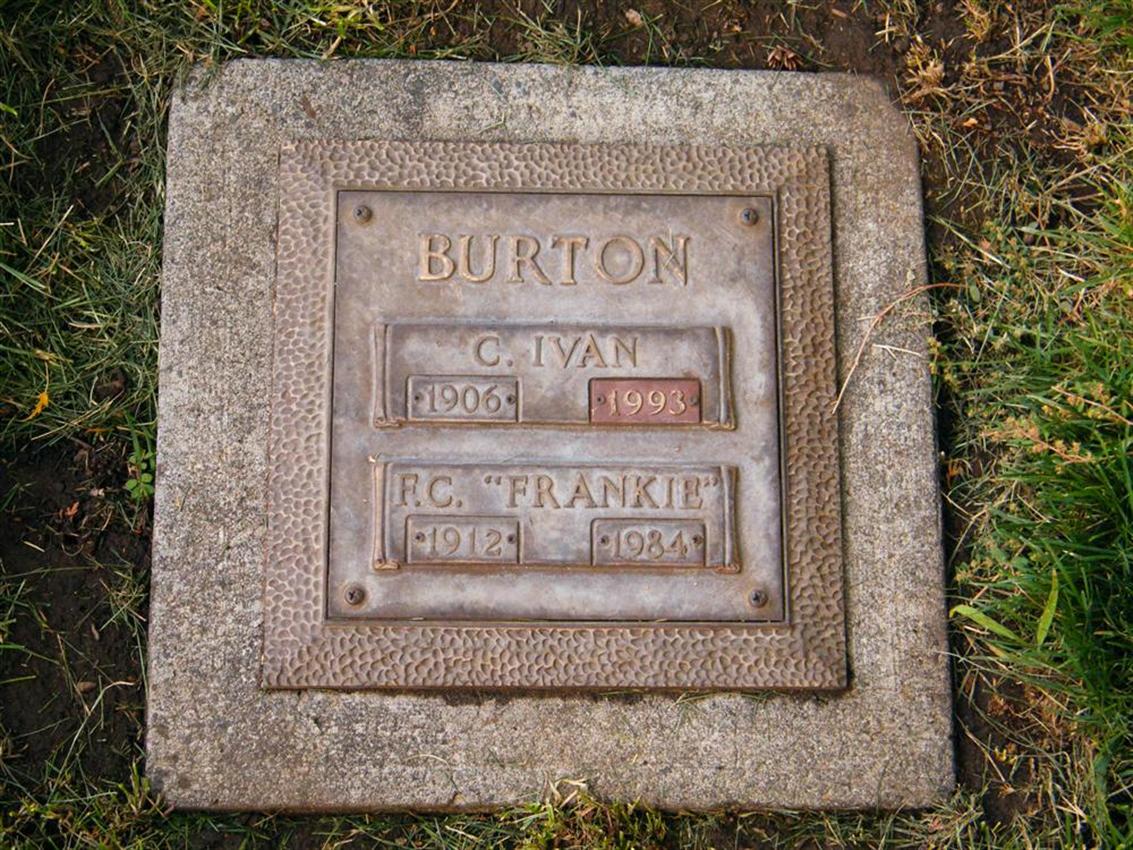 BURTON
C. IVAN
1906 1993
F.C. "FRANKIE"
1912 1984